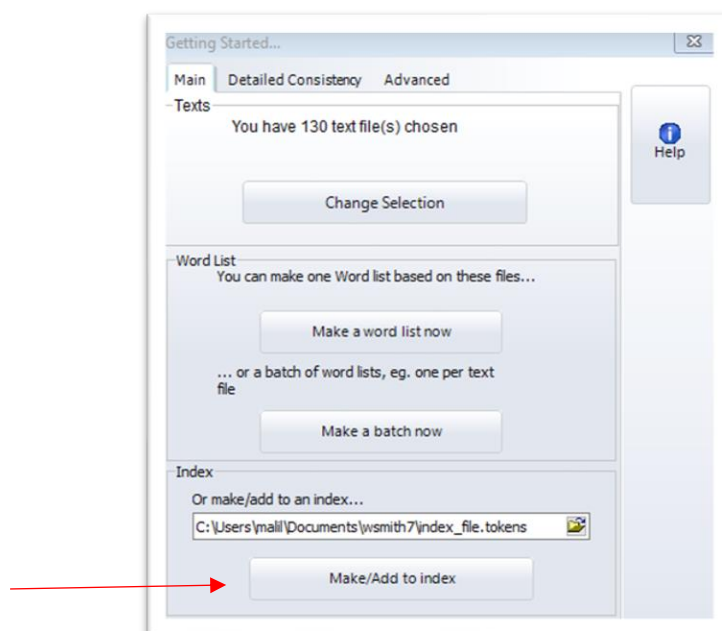 Getting Started...
Main Detailed Consistency Advanced
Texts
You have 130 text file(s) chosen
Help
Change Selection
Word List
You can make one Word list based on these files...
Make a word list now
... or a batch of word lists, eg. one per text
file
Make a batch now
Index
Or make/add to an index...
C:\Users\malil\Documents\wsmith7\index_file.tokens
Make/Add to index